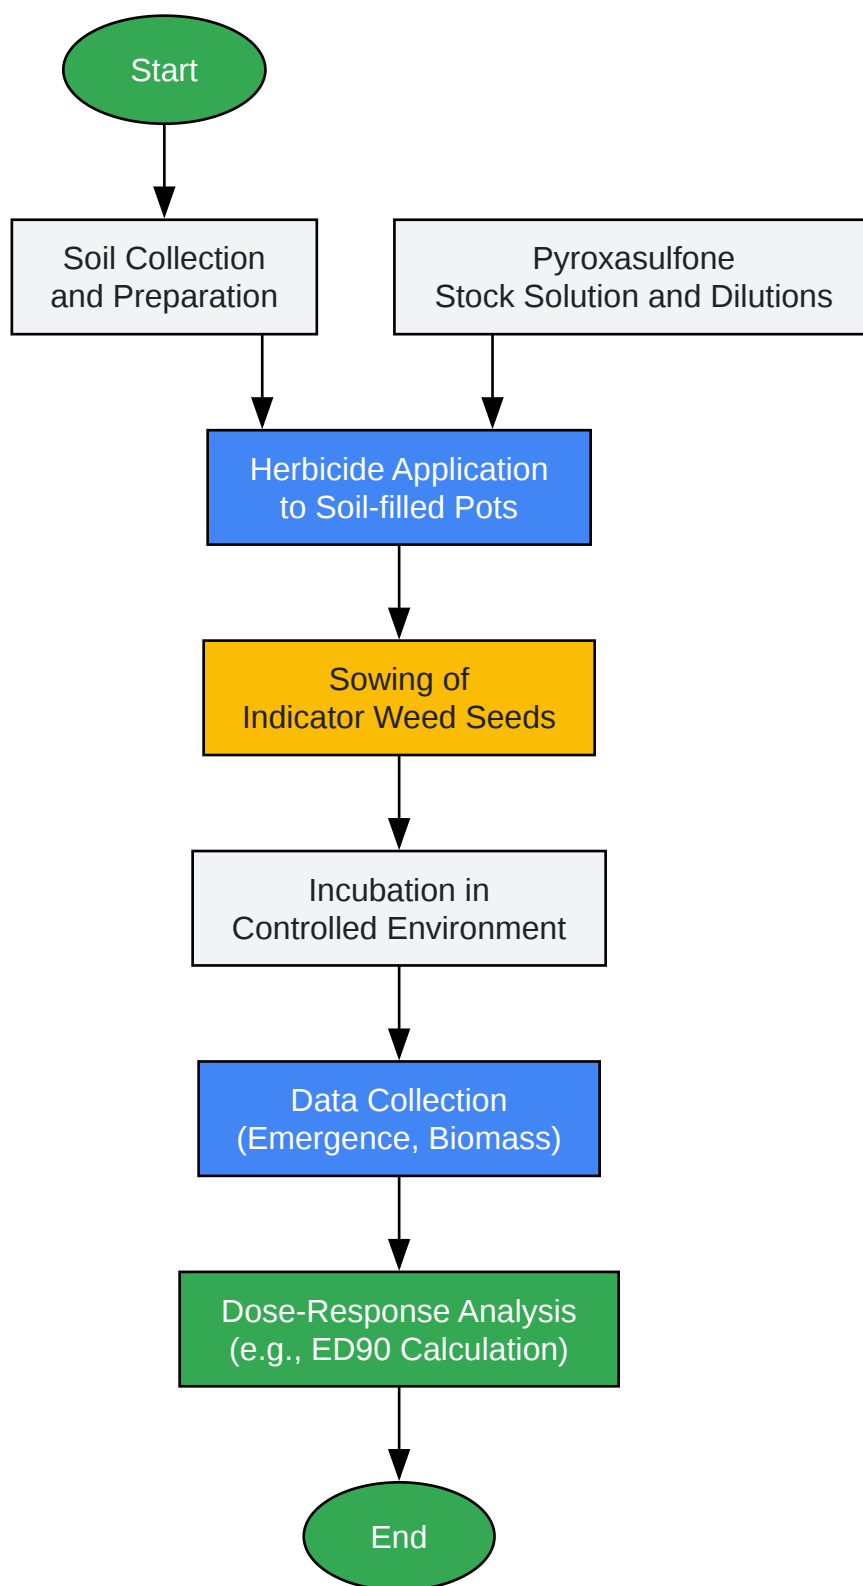 Start
Soil Collection
and Preparation
Pyroxasulfone
Stock Solution and Dilutions
Herbicide Application
to Soil-filled Pots
Sowing of
Indicator Weed Seeds
Incubation in
Controlled Environment
Data Collection
(Emergence, Biomass)
Dose-Response Analysis
(e.g., ED90 Calculation)
End